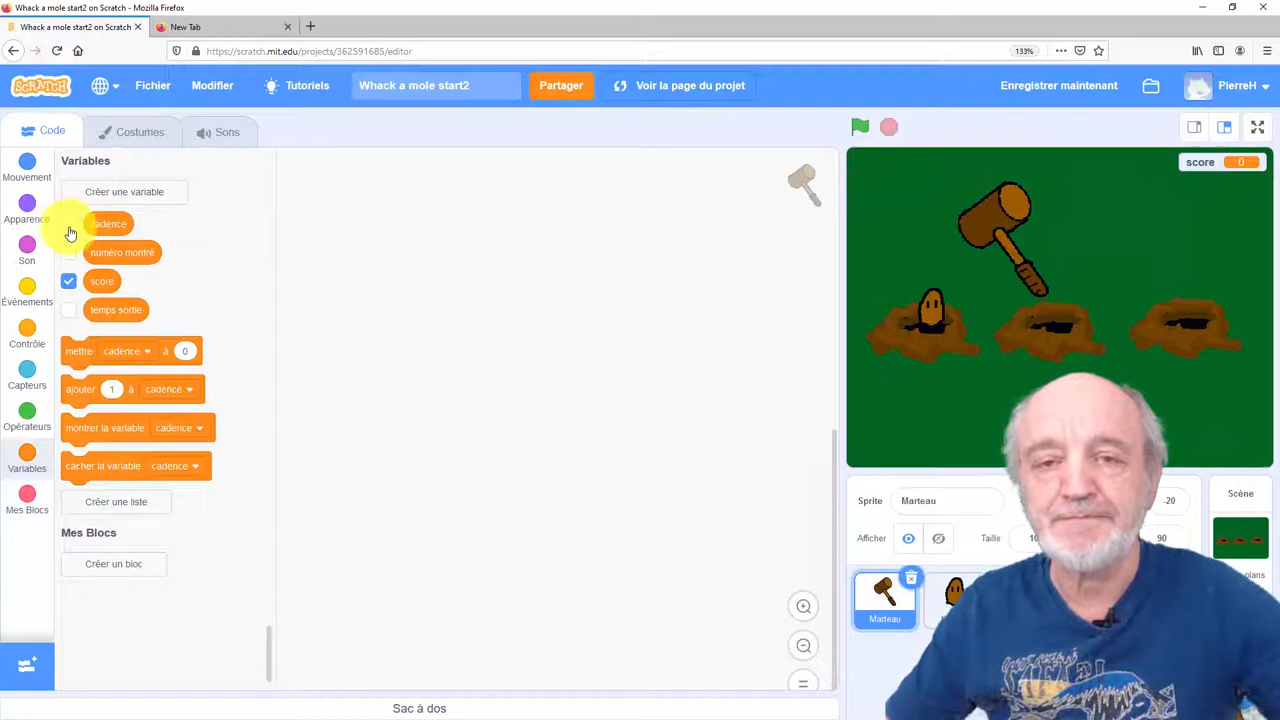 Whack a mole start2 on Scratch - Mozilla Firefox
Whack a mole start2 on Scratch
New Tab
https://scratch.mit.edu/projects/362591685/editor
133%
SCRATCH
Fichier
Modifier
Tutoriels
Whack a mole start2
Partager
Voir la page du projet
Enregistrer maintenant
PierreH
Code
Costumes
Sons
Mouvement
Apparence
Son
Événements
Contrôle
Capteurs
Opérateurs
Variables
Mes Blocs
Variables
Créer une variable
cadence
numéro montré
score
temps sortie
mettre cadence à 0
ajouter 1 à cadence
montrer la variable cadence
cacher la variable cadence
Créer une liste
Mes Blocs
Créer un bloc
score 0
Sprite
Marteau
-20
Scène
Afficher
Taille
90
Marteau
Sac à dos